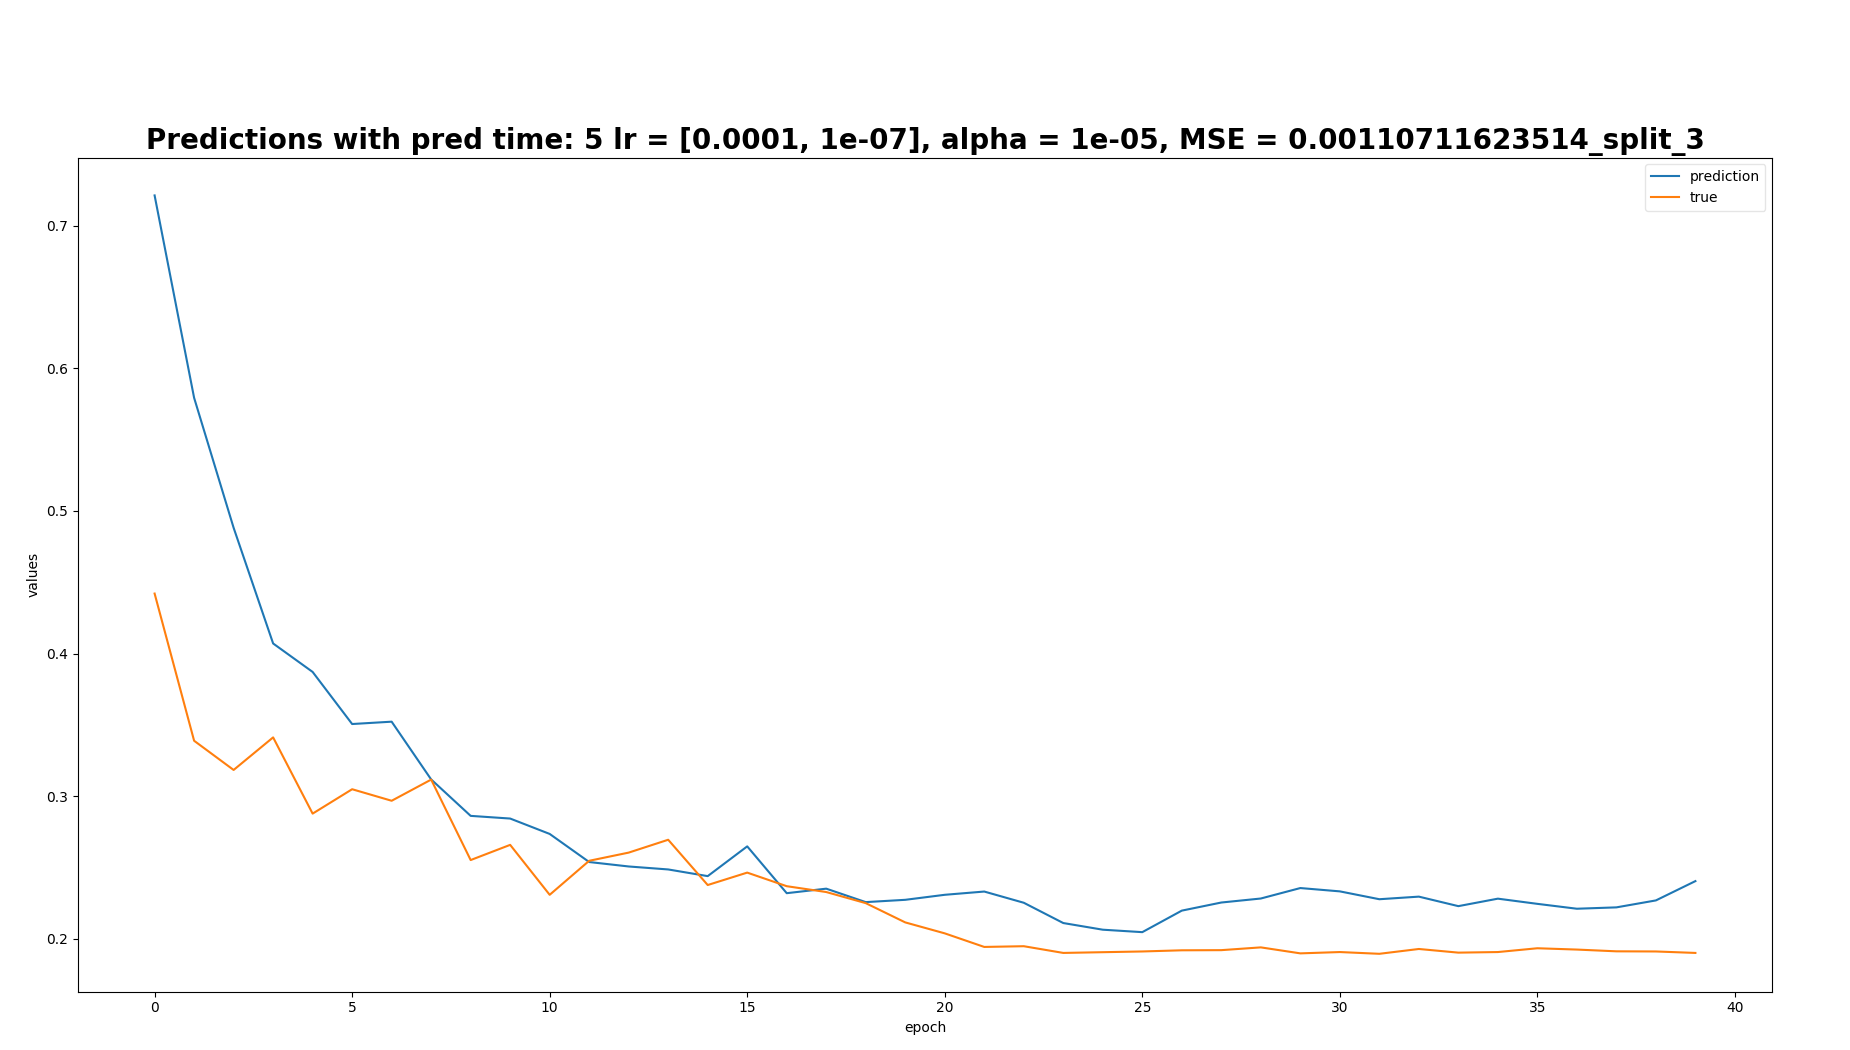 Predictions with pred time: 5 lr = [0.0001, 1e-07], alpha = 1e-05, MSE = 0.00110711623514_split_3
prediction
true
values
0.7
0.6
0.5
0.4
0.3
0.2
0 5 10 15 20 25 30 35 40
epoch